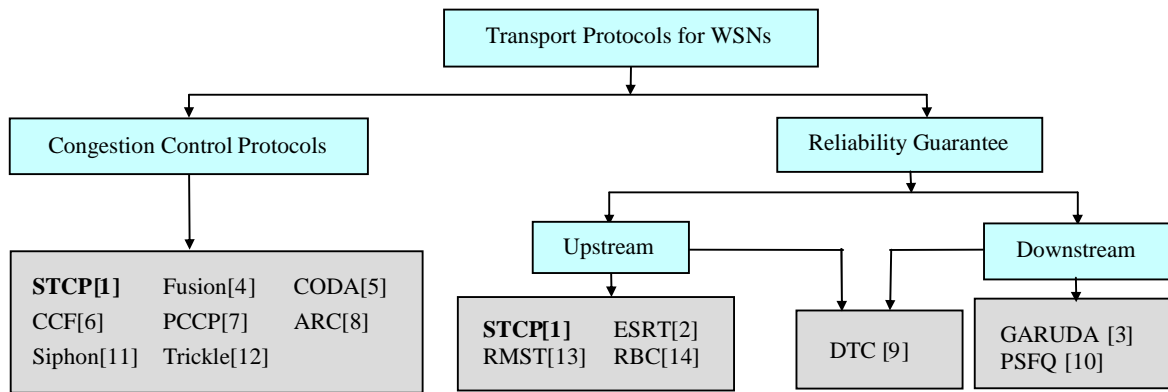 Transport Protocols for WSNs
Congestion Control Protocols
Reliability Guarantee
Upstream
Downstream
STCP[1] Fusion[4] CODA[5]
CCF[6] PCCP[7] ARC[8]
Siphon[11] Trickle[12]
STCP[1] ESRT[2]
RMST[13] RBC[14]
DTC [9]
GARUDA [3]
PSFQ [10]